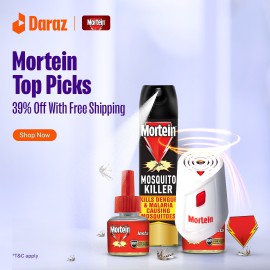 Daraz
Mortein
Mortein
Top Picks
39% Off With Free Shipping
Shop Now
Mortein
MOSQUITO
KILLER
KILLS DENGUE
& MALARIA
CAUSING
MOSQUITOES
Mortein
Mortein
*T&C apply